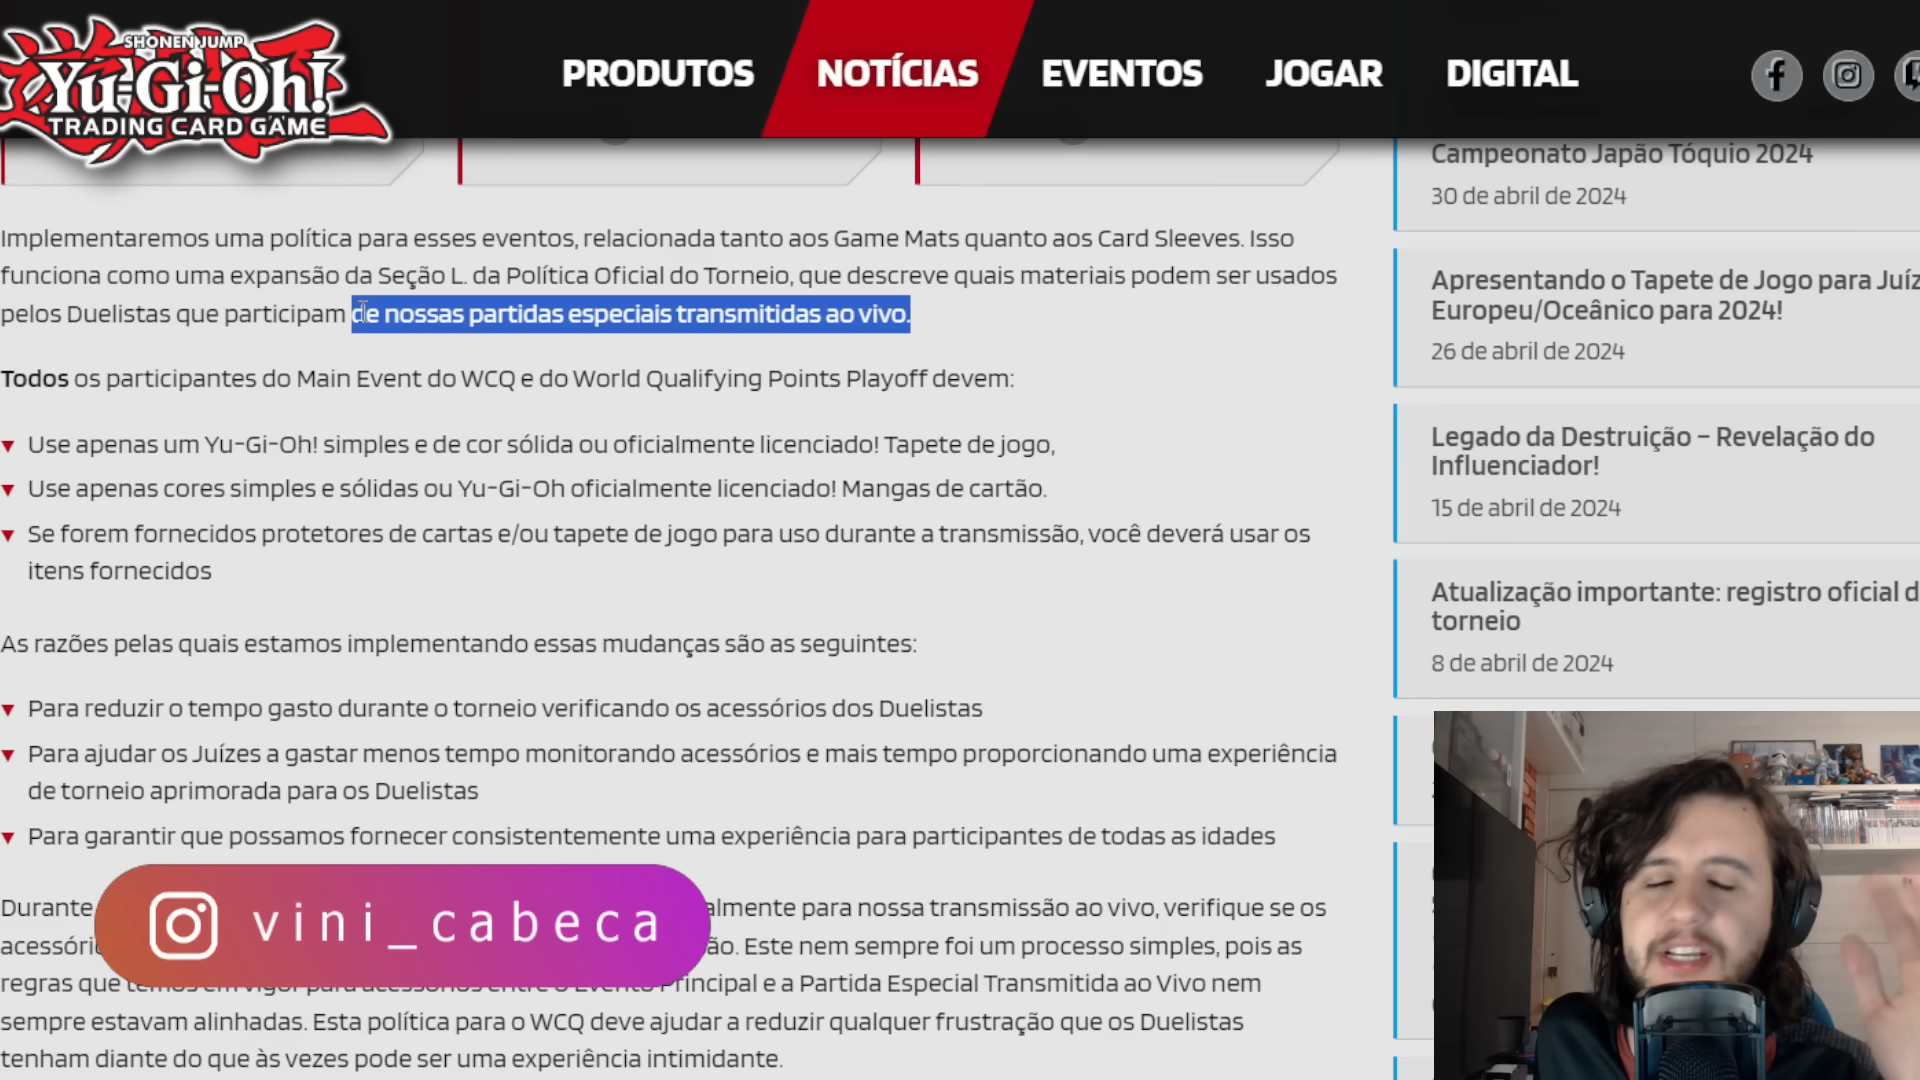 SHONEN JUMP
Yu-Gi-Oh!
TRADING CARD GAME
PRODUTOS NOTÍCIAS EVENTOS JOGAR DIGITAL
Implementaremos uma política para esses eventos, relacionada tanto aos Game Mats quanto aos Card Sleeves. Isso
funciona como uma expansão da Seção L. da Política Oficial do Torneio, que descreve quais materiais podem ser usados
pelos Duelistas que participam de nossas partidas especiais transmitidas ao vivo.
Todos os participantes do Main Event do WCQ e do World Qualifying Points Playoff devem:
Use apenas um Yu-Gi-Oh! simples e de cor sólida ou oficialmente licenciado! Tapete de jogo,
Use apenas cores simples e sólidas ou Yu-Gi-Oh oficialmente licenciado! Mangas de cartão.
Se forem fornecidos protetores de cartas e/ou tapete de jogo para uso durante a transmissão, você deverá usar os
itens fornecidos
As razões pelas quais estamos implementando essas mudanças são as seguintes:
Para reduzir o tempo gasto durante o torneio verificando os acessórios dos Duelistas
Para ajudar os Juízes a gastar menos tempo monitorando acessórios e mais tempo proporcionando uma experiência
de torneio aprimorada para os Duelistas
Para garantir que possamos fornecer consistentemente uma experiência para participantes de todas as idades
Durante almente para nossa transmissão ao vivo, verifique se os
acessóri ão. Este nem sempre foi um processo simples, pois as
regras que temos em vigor para acessórios entre o Evento Principal e a Partida Especial Transmitida ao Vivo nem
sempre estavam alinhadas. Esta política para o WCQ deve ajudar a reduzir qualquer frustração que os Duelistas
tenham diante do que às vezes pode ser uma experiência intimidante.
vini_cabeca
Campeonato Japão Tóquio 2024
30 de abril de 2024
Apresentando o Tapete de Jogo para Juíz
Europeu/Oceânico para 2024!
26 de abril de 2024
Legado da Destruição – Revelação do
Influenciador!
15 de abril de 2024
Atualização importante: registro oficial d
torneio
8 de abril de 2024